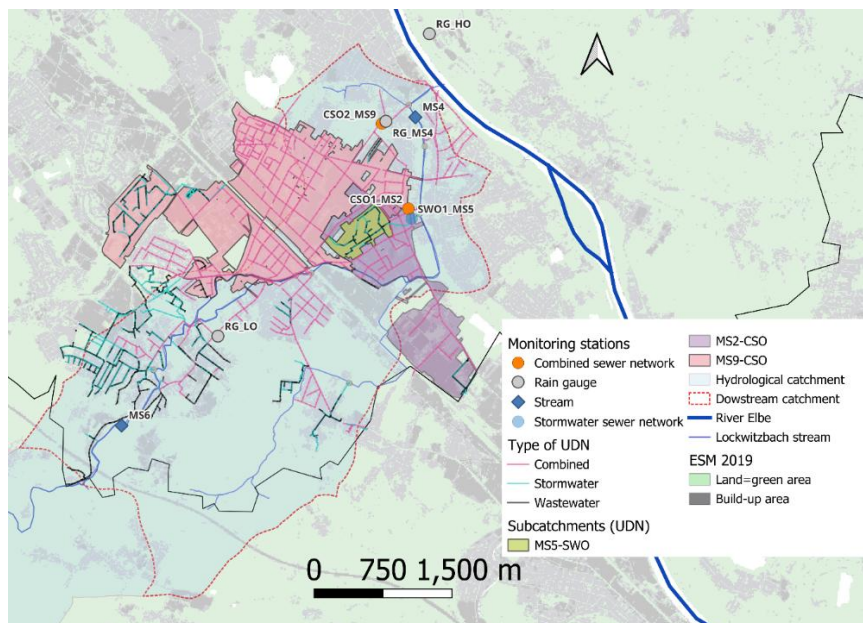 RG_HO
MS4
CSO2_MS9
RG_MS4
CSO1_MS2
SWO1_MS5
RG_LO
MS6
Monitoring stations
Combined sewer network
Rain gauge
Stream
Stormwater sewer network
Type of UDN
Combined
Stormwater
Wastewater
Subcatchments (UDN)
MS5-SWO
MS2-CSO
MS9-CSO
Hydrological catchment
Dowstream catchment
River Elbe
Lockwitzbach stream
ESM 2019
Land=green area
Build-up area
0 750 1,500 m